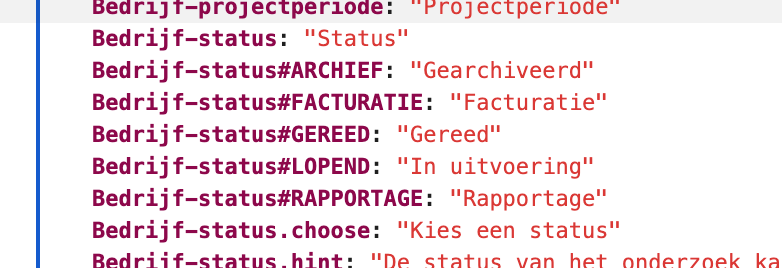 Bedrijf-projectperiode: "Projectperiode"
Bedrijf-status: "Status"
Bedrijf-status#ARCHIEF: "Gearchiveerd"
Bedrijf-status#FACTURATIE: "Facturatie"
Bedrijf-status#GEREED: "Gereed"
Bedrijf-status#LOPEND: "In uitvoering"
Bedrijf-status#RAPPORTAGE: "Rapportage"
Bedrijf-status.choose: "Kies een status"
Bedrijf-status.hint: "De status van het onderzoek ka